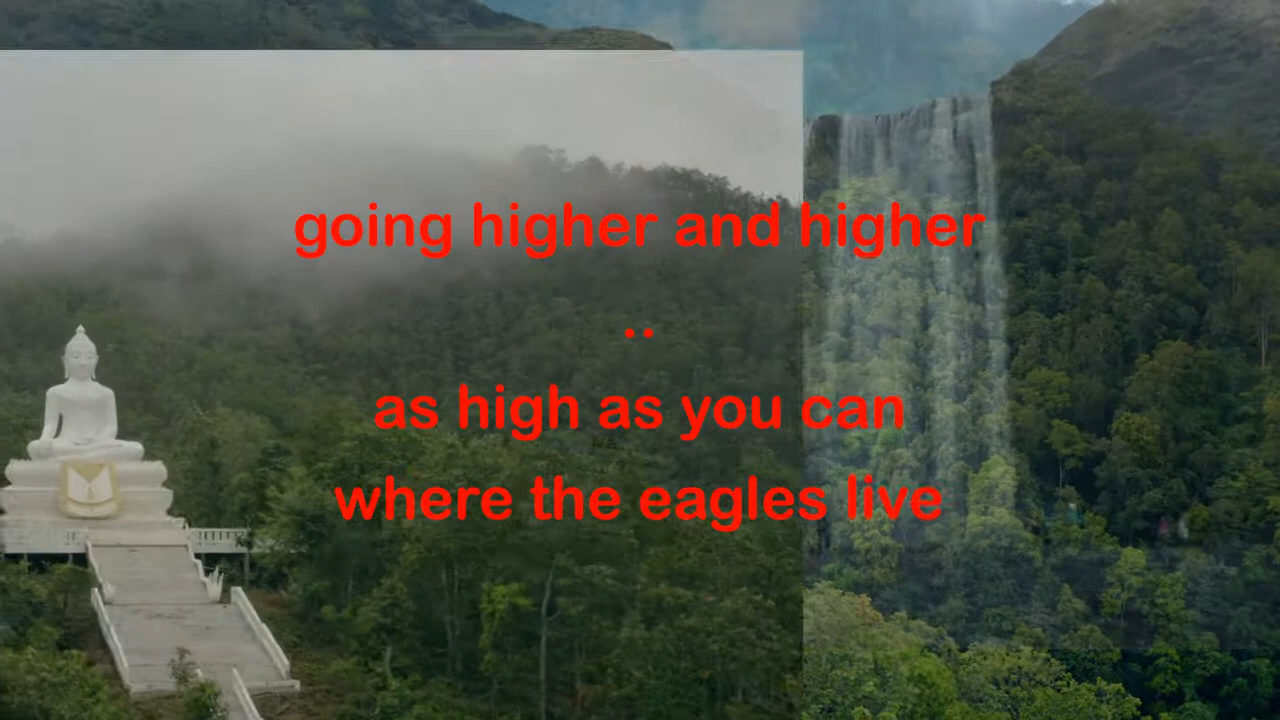 going higher and higher
..
as high as you can
where the eagles live